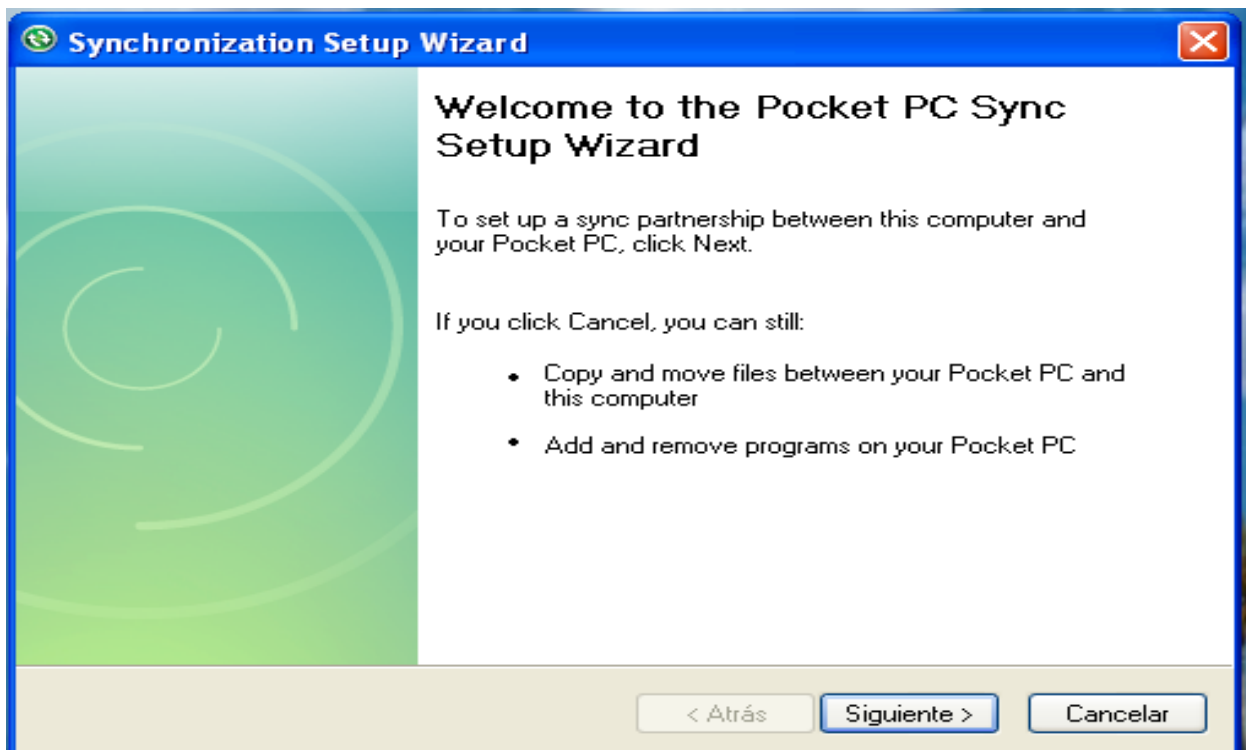 Synchronization Setup Wizard
Welcome to the Pocket PC Sync
Setup Wizard
To set up a sync partnership between this computer and
your Pocket PC, click Next.
If you click Cancel, you can still:
• Copy and move files between your Pocket PC and
this computer
• Add and remove programs on your Pocket PC
< Atrás Siguiente > Cancelar